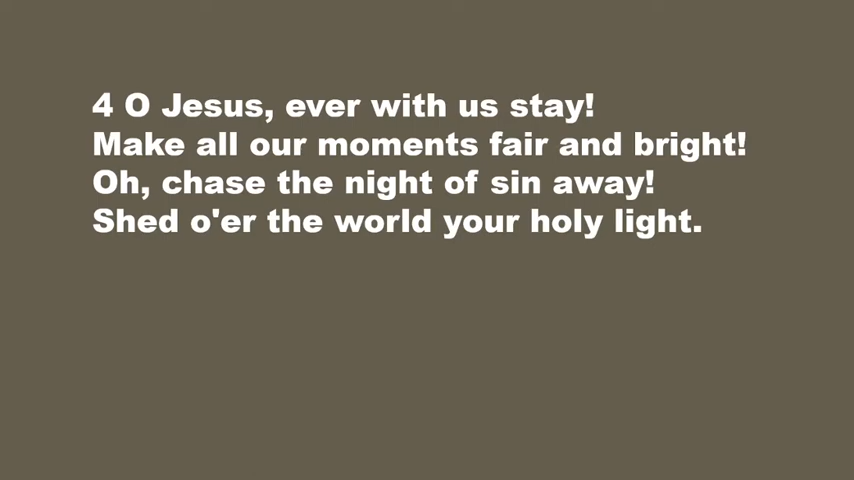 4 O Jesus, ever with us stay!
Make all our moments fair and bright!
Oh, chase the night of sin away!
Shed o'er the world your holy light.